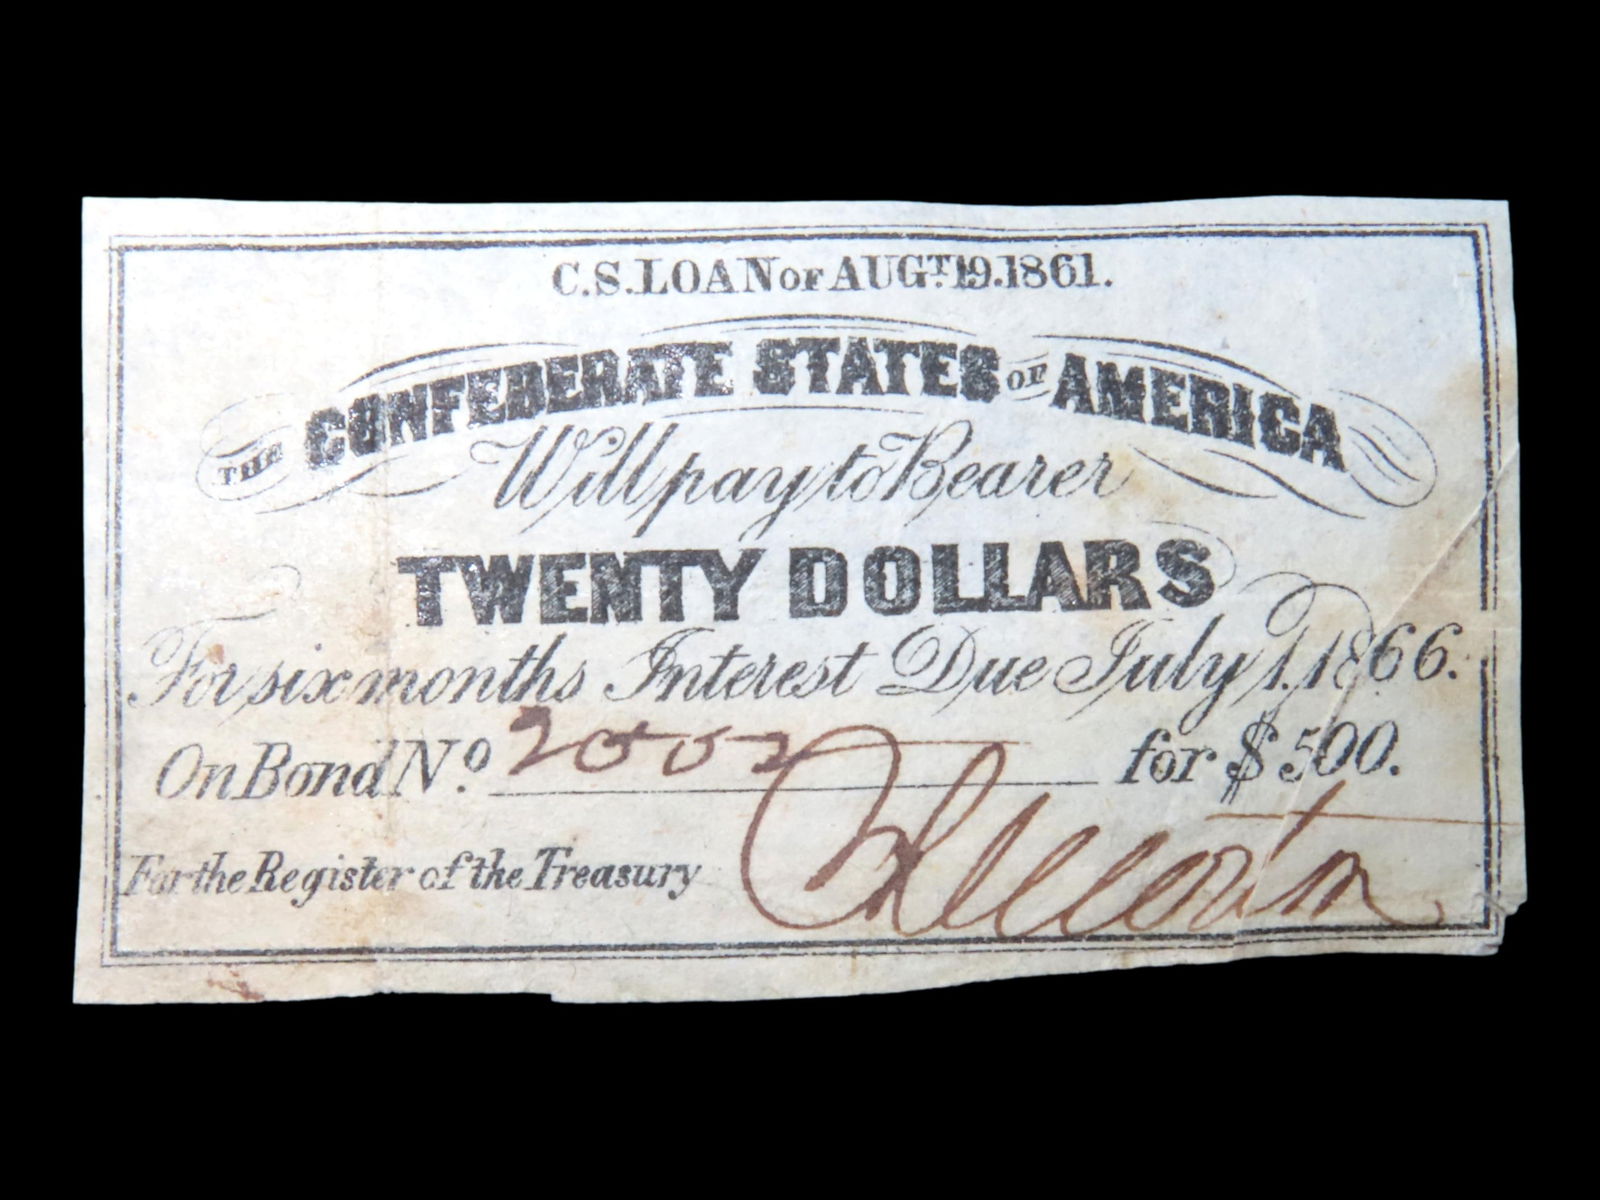 C.S. LOAN OF AUGT. 19. 1861.
THE CONFEDERATE STATES OF AMERICA
Will pay to Bearer
TWENTY DOLLARS
For six months Interest Due July 1, 1866.
On Bond No. 2002 for $500.
For the Register of the Treasury